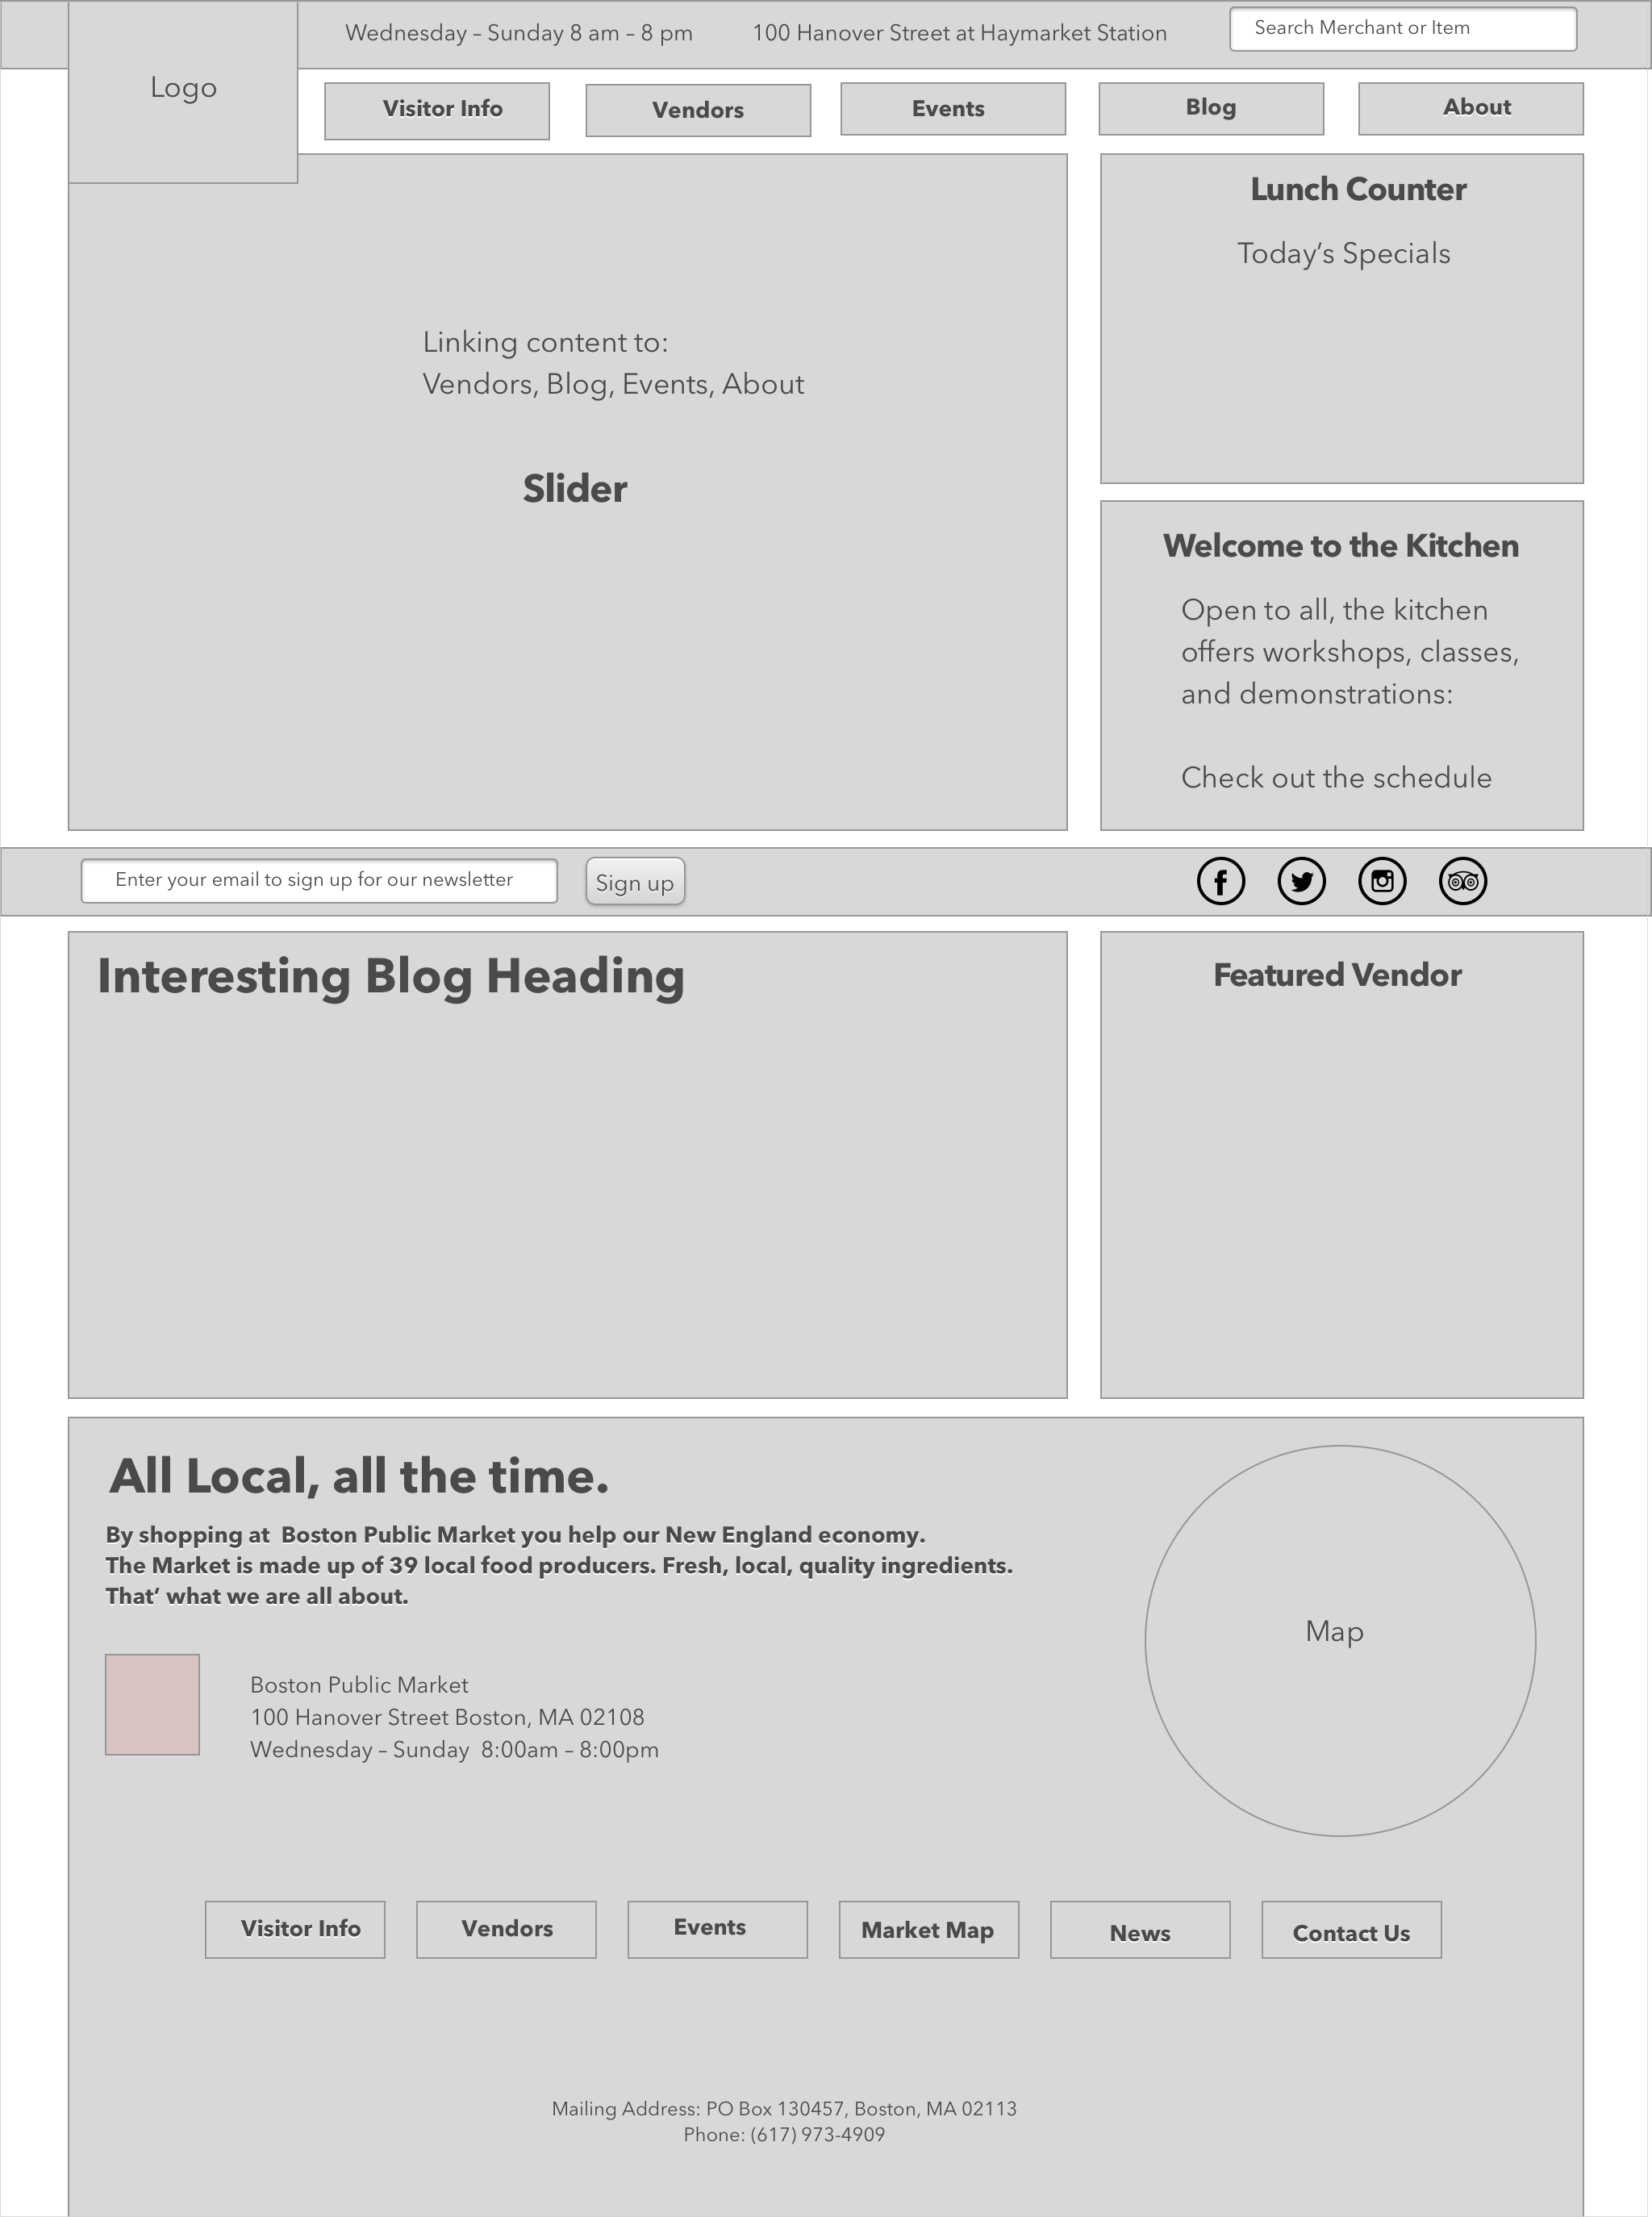 Wednesday – Sunday 8 am – 8 pm
100 Hanover Street at Haymarket Station
Search Merchant or Item
Logo
Visitor Info
Vendors
Events
Blog
About
Linking content to:
Vendors, Blog, Events, About
Slider
Lunch Counter
Today’s Specials
Welcome to the Kitchen
Open to all, the kitchen
offers workshops, classes,
and demonstrations:
Check out the schedule
Enter your email to sign up for our newsletter
Sign up
Interesting Blog Heading
Featured Vendor
All Local, all the time.
By shopping at  Boston Public Market you help our New England economy.
The Market is made up of 39 local food producers. Fresh, local, quality ingredients.
That’ what we are all about.
Map
Boston Public Market
100 Hanover Street Boston, MA 02108
Wednesday – Sunday  8:00am – 8:00pm
Visitor Info
Vendors
Events
Market Map
News
Contact Us
Mailing Address: PO Box 130457, Boston, MA 02113
Phone: (617) 973-4909